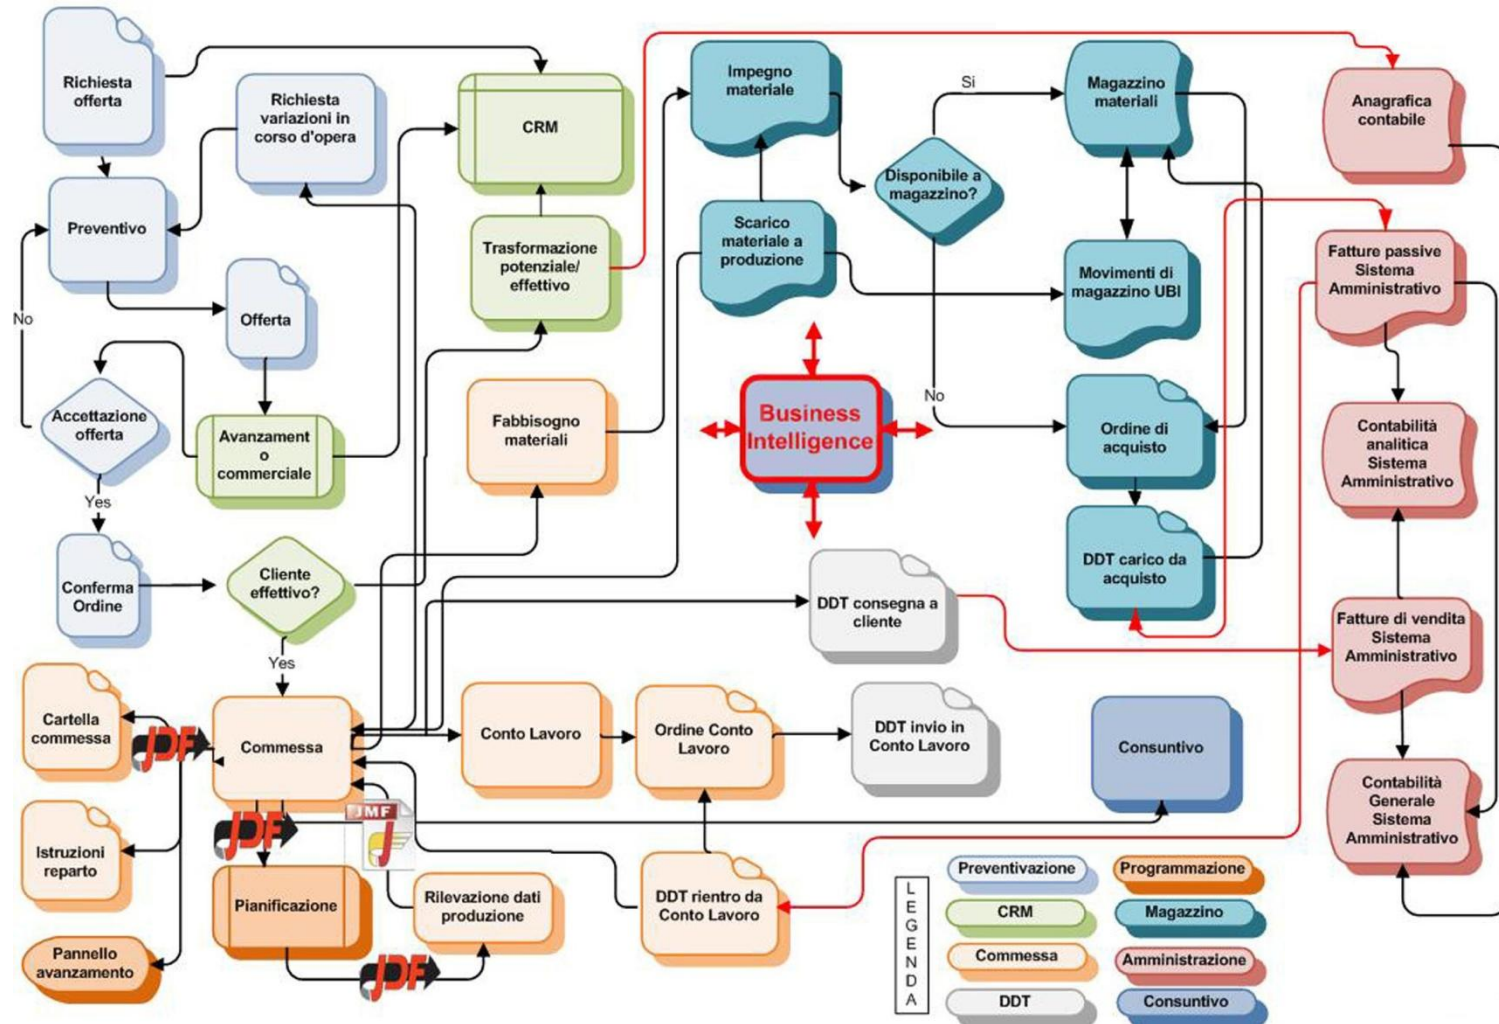 Richiesta
offerta
Richiesta
variazioni in
corso d'opera
CRM
Impegno
materiale
Si
Magazzino
materiali
Anagrafica
contabile
Preventivo
Trasformazione
potenziale/
effettivo
Scarico
materiale a
produzione
Disponibile a
magazzino?
Movimenti di
magazzino UBI
Fatture passive
Sistema
Amministrativo
No
Offerta
Accettazione
offerta
Avanzament
o
commerciale
Fabbisogno
materiali
Business
Intelligence
No
Ordine di
acquisto
Contabilità
analitica
Sistema
Amministrativo
Yes
Conferma
Ordine
Cliente
effettivo?
DDT consegna a
cliente
DDT carico da
acquisto
Fatture di vendita
Sistema
Amministrativo
Yes
Cartella
commessa
JDF
Commessa
Conto Lavoro
Ordine Conto
Lavoro
DDT invio in
Conto Lavoro
Consuntivo
Contabilità
Generale
Sistema
Amministrativo
JDF
JMF
Istruzioni
reparto
Pianificazione
Rilevazione dati
produzione
DDT rientro da
Conto Lavoro
Pannello
avanzamento
JDF
LEGENDA
Preventivazione
Programmazione
CRM
Magazzino
Commessa
Amministrazione
DDT
Consuntivo